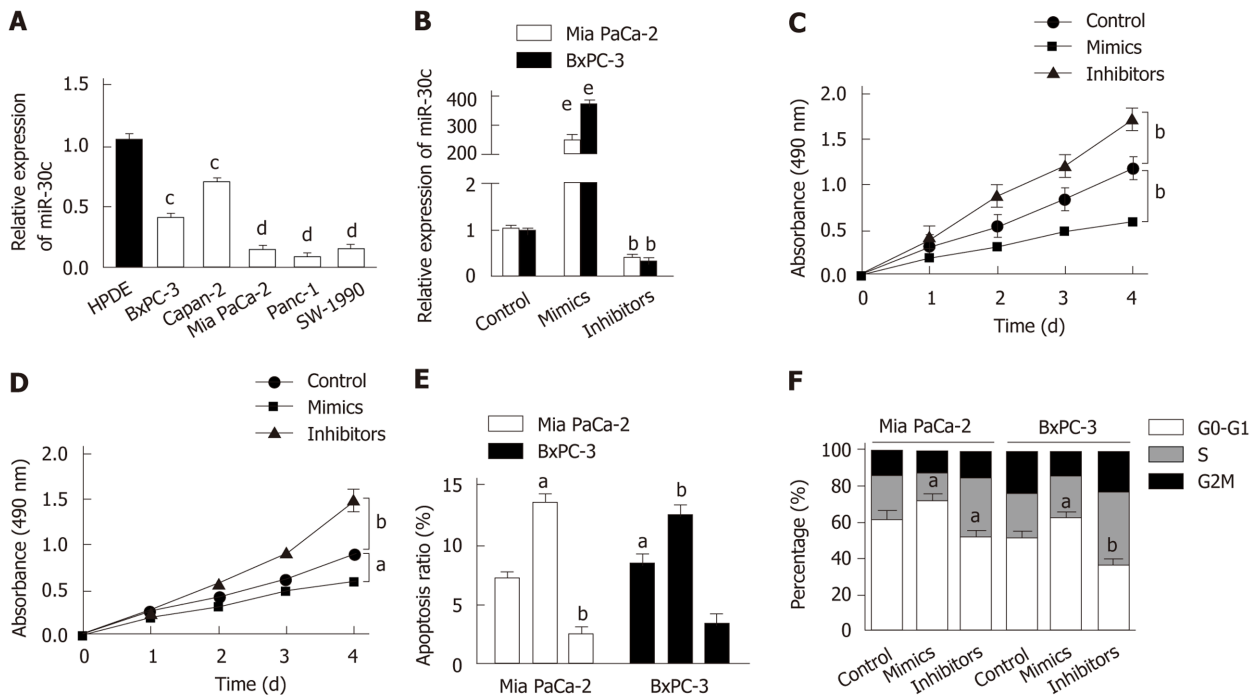 A
Relative expression
of miR-30c
1.5
1.0
0.5
0.0
c
c
d
d
d
HPDE
BxPC-3
Capan-2
Mia PaCa-2
Panc-1
SW-1990
B
Mia PaCa-2
BxPC-3
Relative expression of miR-30c
400
300
200
2
1
0
e
e
b
b
Control
Mimics
Inhibitors
C
Control
Mimics
Inhibitors
Absorbance (490 nm)
2.0
1.5
1.0
0.5
0.0
b
b
0
1
2
3
4
Time (d)
D
Control
Mimics
Inhibitors
Absorbance (490 nm)
2.0
1.5
1.0
0.5
0.0
b
a
0
1
2
3
4
Time (d)
E
Mia PaCa-2
BxPC-3
Apoptosis ratio (%)
15
10
5
0
a
b
a
b
Mia PaCa-2
BxPC-3
F
Mia PaCa-2
BxPC-3
G0-G1
S
G2M
Percentage (%)
100
80
60
40
20
0
a
a
a
b
Control
Mimics
Inhibitors
Control
Mimics
Inhibitors